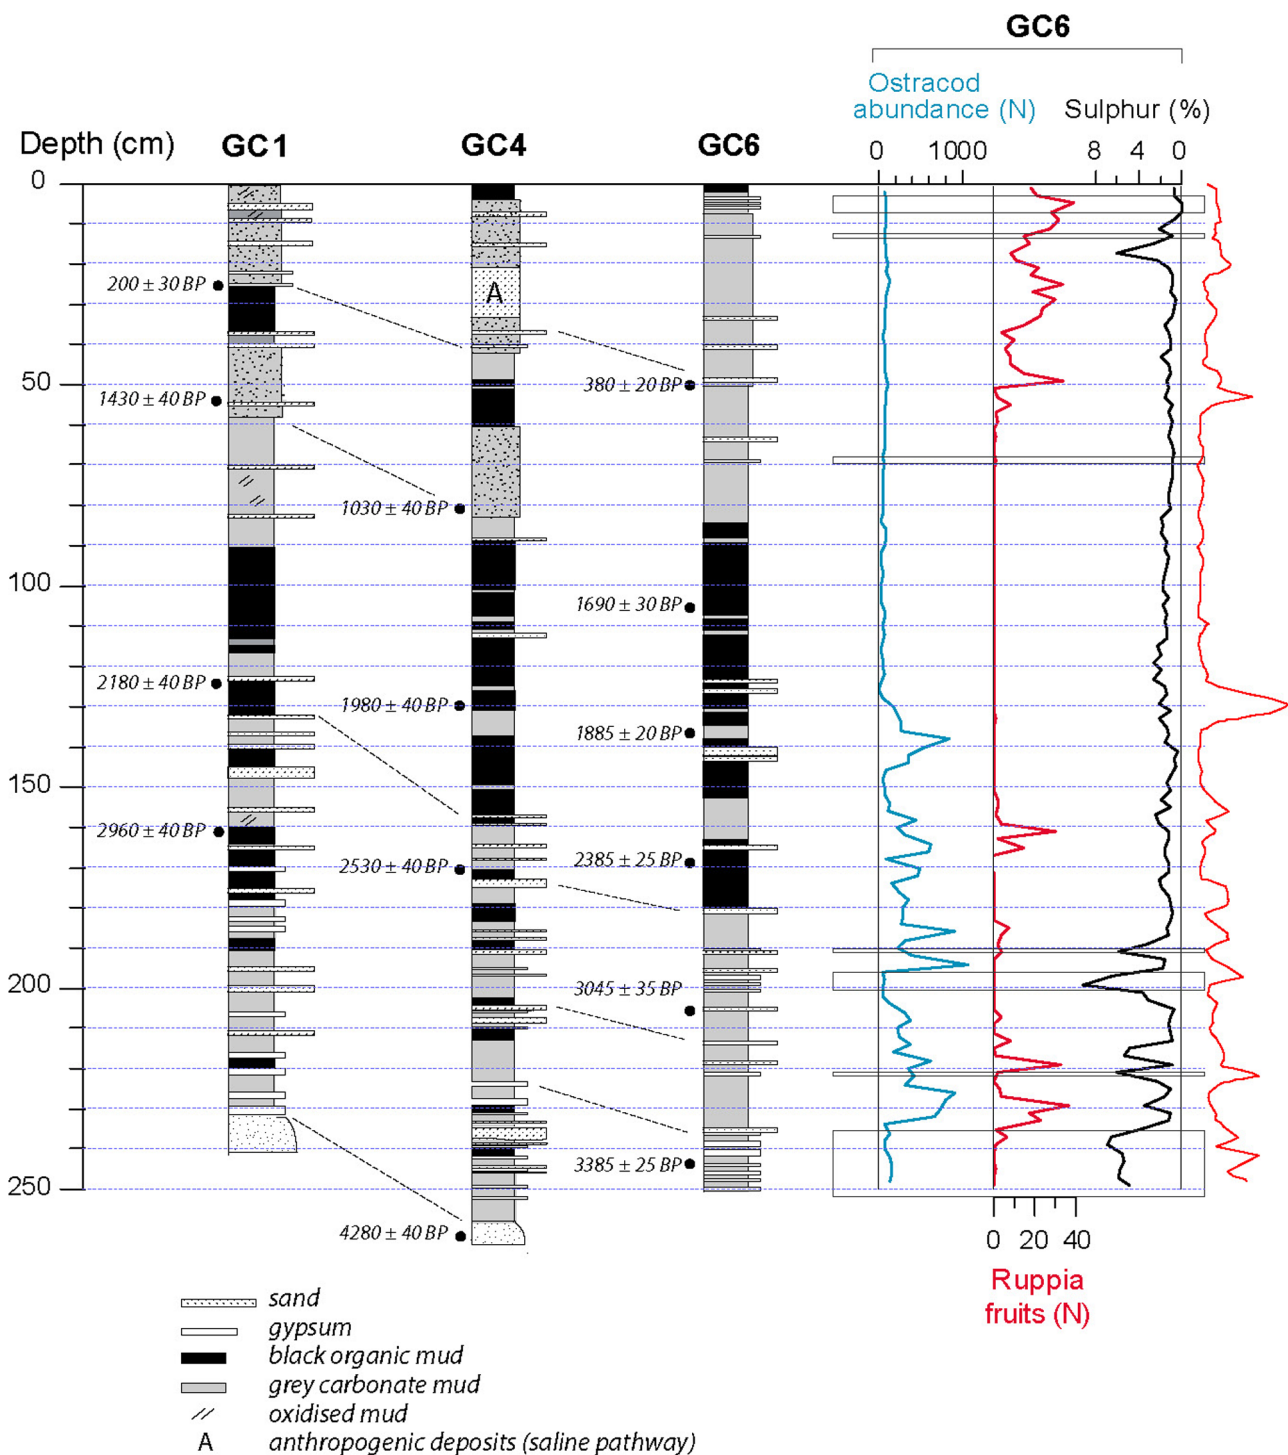 GC6
Ostracod
abundance (N)
Sulphur (%)
Depth (cm)
GC1
GC4
GC6
0
1000
8
4
0
0
50
100
150
200
250
200 ± 30 BP
1430 ± 40 BP
2180 ± 40 BP
2960 ± 40 BP
A
1030 ± 40 BP
1980 ± 40 BP
2530 ± 40 BP
4280 ± 40 BP
380 ± 20 BP
1690 ± 30 BP
1885 ± 20 BP
2385 ± 25 BP
3045 ± 35 BP
3385 ± 25 BP
0
20
40
Ruppia
fruits (N)
sand
gypsum
black organic mud
grey carbonate mud
oxidised mud
A anthropogenic deposits (saline pathway)